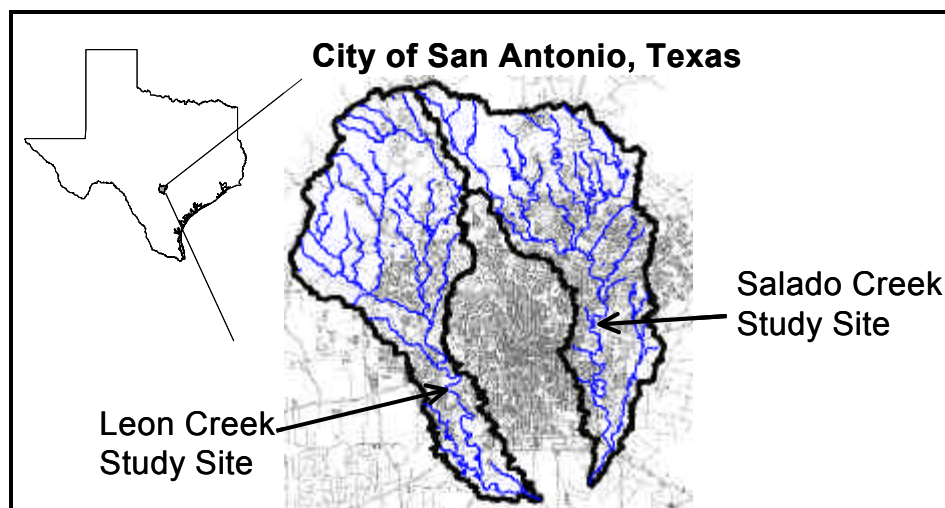 City of San Antonio, Texas
Salado Creek
Study Site
Leon Creek
Study Site